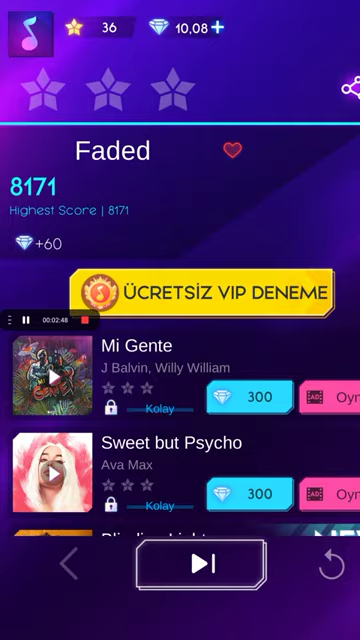 36
10,08
Faded
8171
Highest Score | 8171
+60
ÜCRETSİZ VIP DENEME
00:02:48
Mi Gente
J Balvin, Willy William
Kolay
300
Oyn
Sweet but Psycho
Ava Max
Kolay
300
Oyn